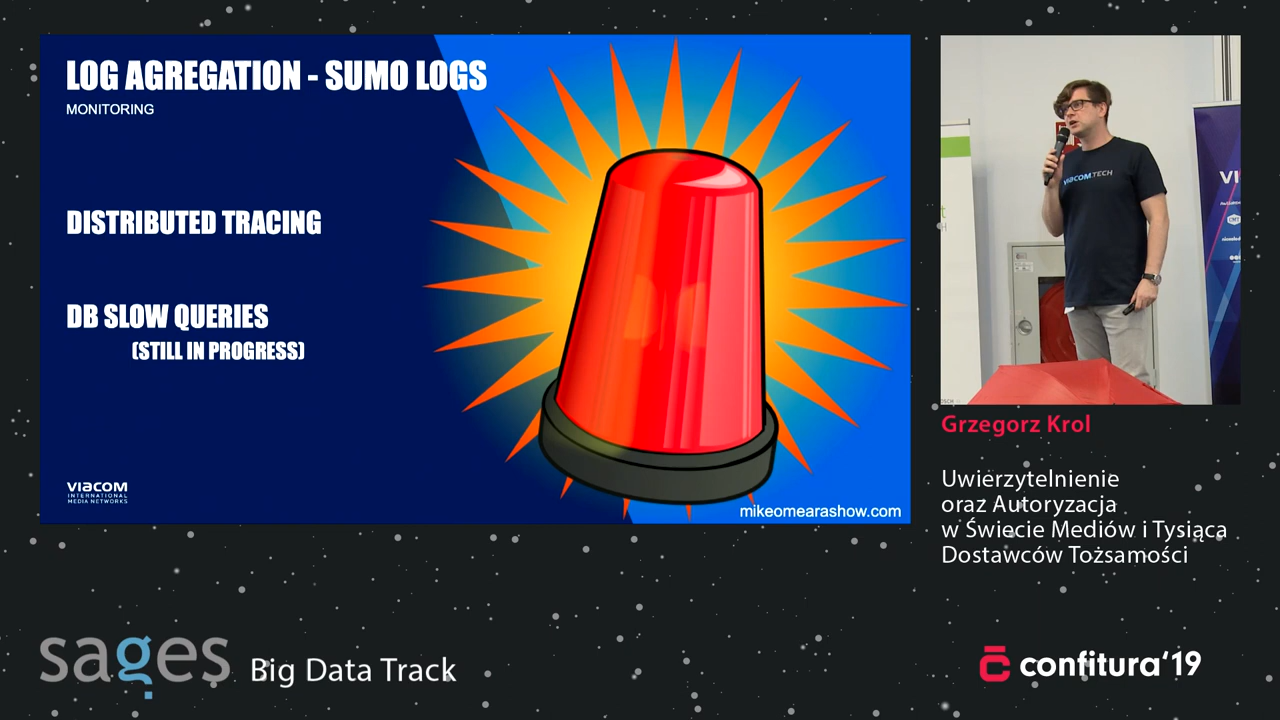 LOG AGREGATION - SUMO LOGS
MONITORING
DISTRIBUTED TRACING
DB SLOW QUERIES
(STILL IN PROGRESS)
VIACOM
INTERNATIONAL
MEDIA NETWORKS
mikeomearashow.com
VIACOM.TECH
VI
Grzegorz Krol
Uwierzytelnienie
oraz Autoryzacja
w Świecie Mediów i Tysiąca
Dostawców Tożsamości
sages
Big Data Track
confitura'19